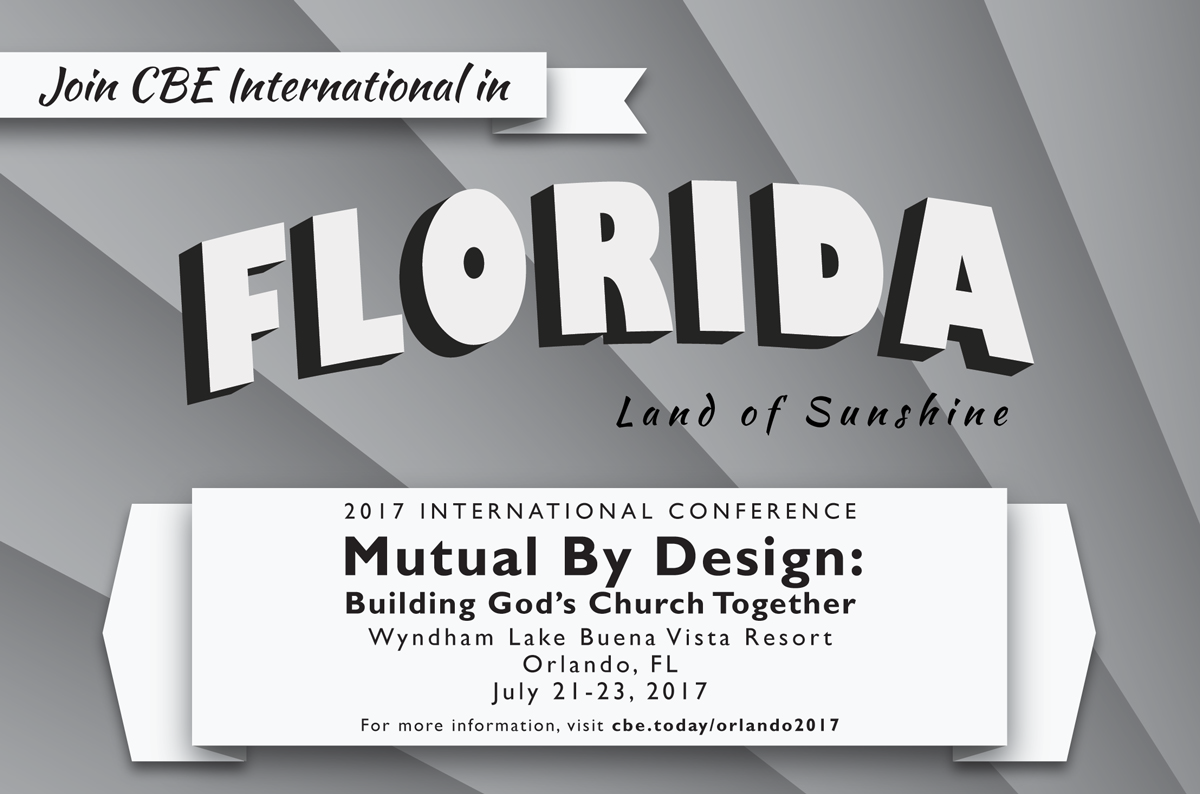 Join CBE International in
FLORIDA
Land of Sunshine
2017 INTERNATIONAL CONFERENCE
Mutual By Design:
Building God’s Church Together
Wyndham Lake Buena Vista Resort
Orlando, FL
July 21-23, 2017
For more information, visit cbe.today/orlando2017